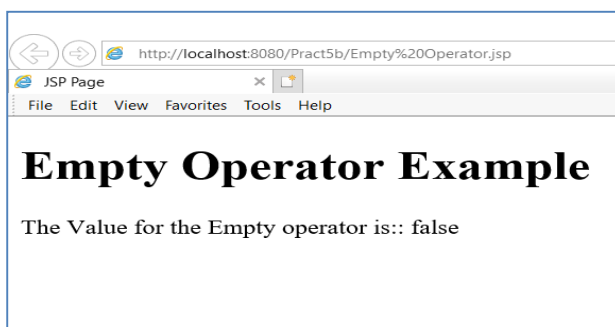 http://localhost:8080/Pract5b/Empty%20Operator.jsp
JSP Page
File Edit View Favorites Tools Help
Empty Operator Example
The Value for the Empty operator is:: false